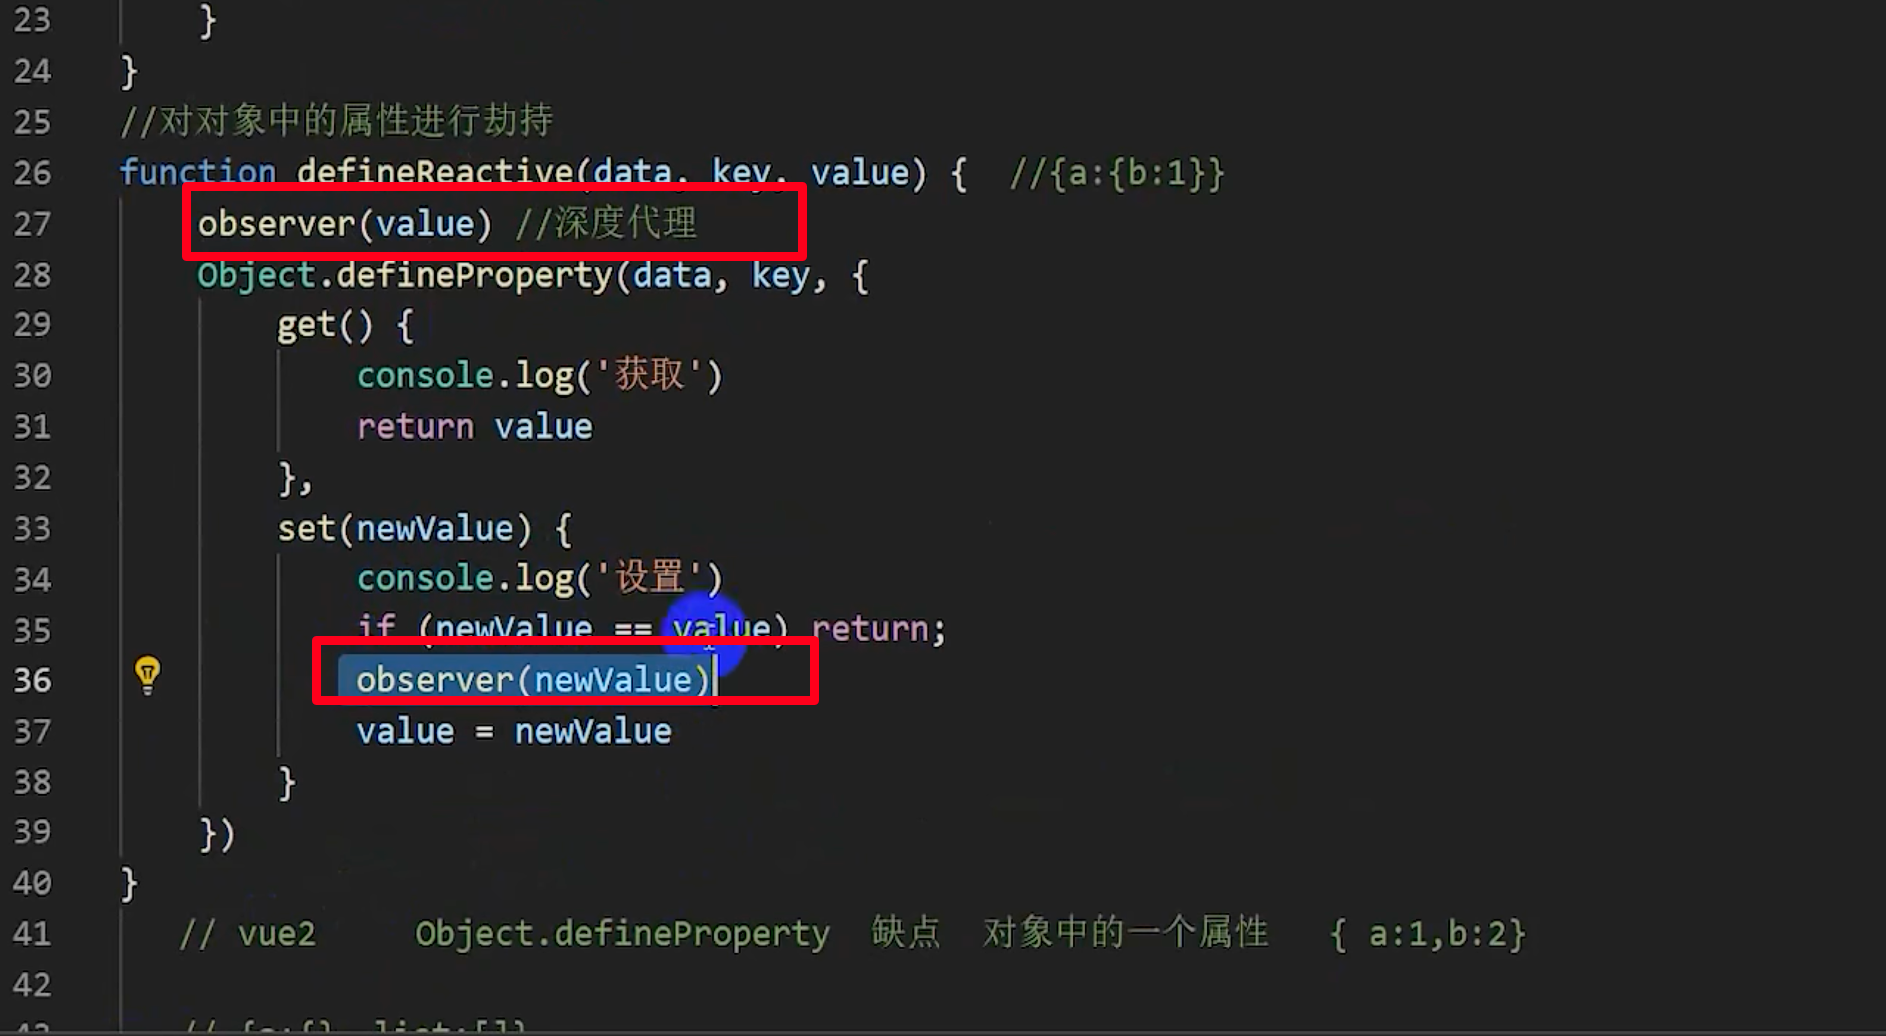 23 }
24 }
25 //对对象中的属性进行劫持
26 function defineReactive(data, key, value) { //{a:{b:1}}
27 observer(value) //深度代理
28 Object.defineProperty(data, key, {
29 get() {
30 console.log('获取')
31 return value
32 },
33 set(newValue) {
34 console.log('设置')
35 if (newValue == value) return;
36 observer(newValue)
37 value = newValue
38 }
39 })
40 }
41 // vue2 Object.defineProperty 缺点 对象中的一个属性 { a:1,b:2}
42
43 // {a:{} list:[]}